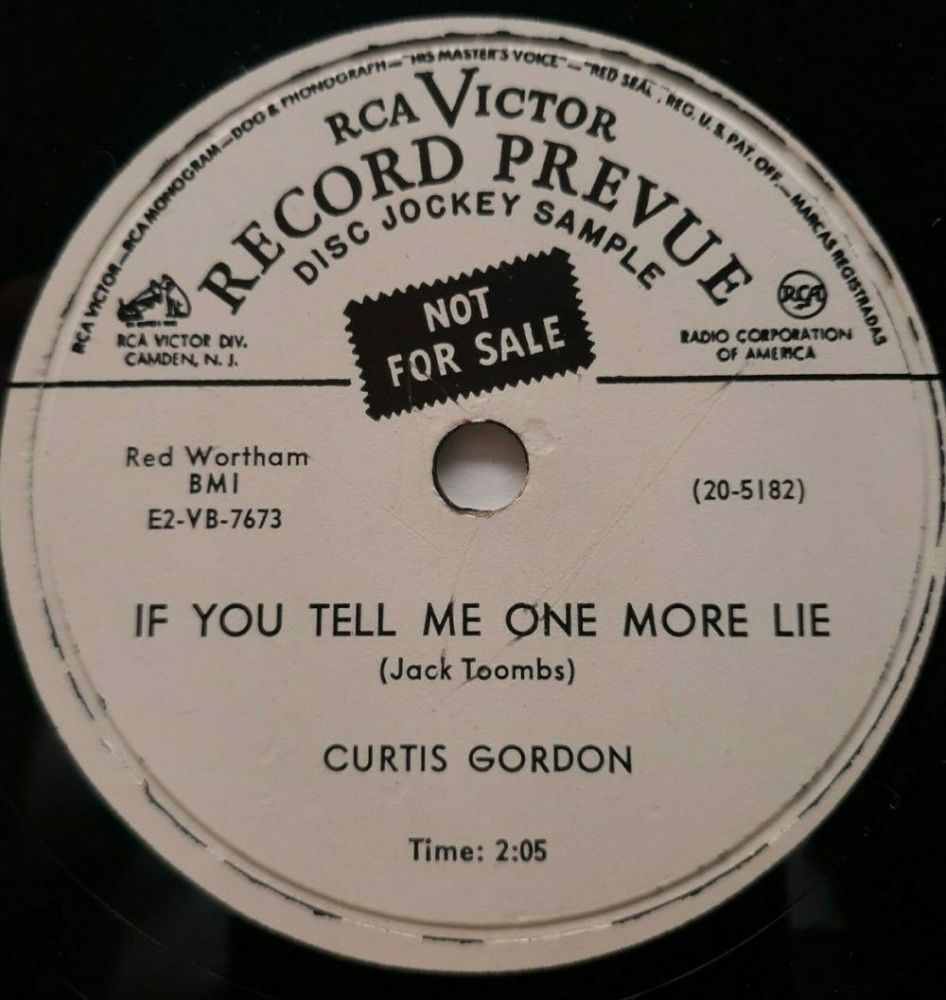 RCA VICTOR—RCA MONOGRAM—DOG & PHONOGRAPH—"HIS MASTER'S VOICE"—"RED SEAL", REG. U. S. PAT. OFF.—MARCAS REGISTRADAS
RCA VICTOR
RECORD PREVUE
DISC JOCKEY SAMPLE
NOT
FOR SALE
RCA VICTOR DIV.
CAMDEN, N. J.
RCA
RADIO CORPORATION
OF AMERICA
Red Wortham
BMI
E2-VB-7673
(20-5182)
IF YOU TELL ME ONE MORE LIE
(Jack Toombs)
CURTIS GORDON
Time: 2:05